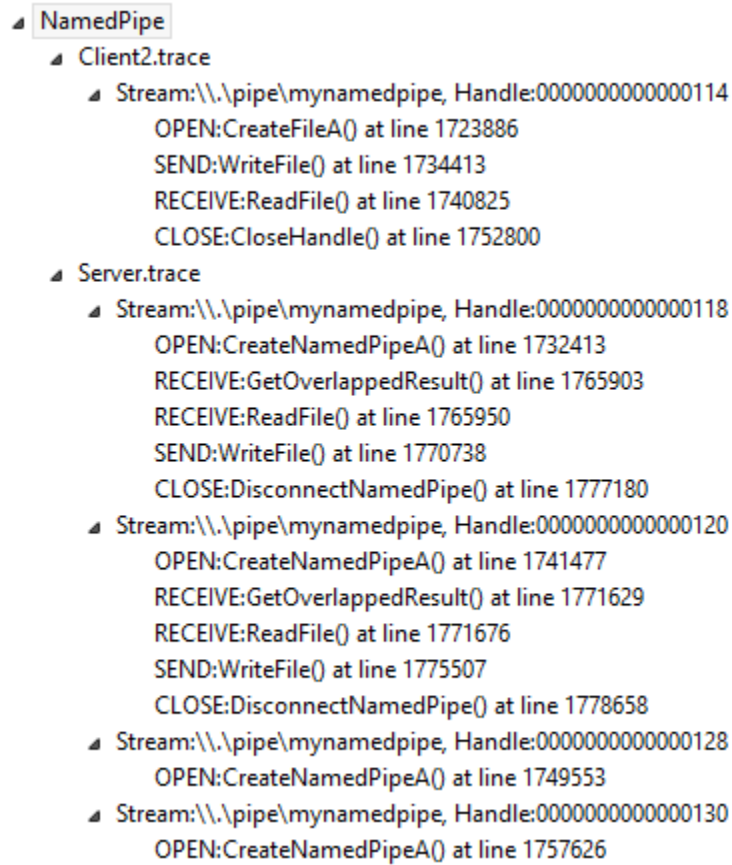 NamedPipe
Client2.trace
Stream:\\.\pipe\mynamedpipe, Handle:0000000000000114
OPEN:CreateFileA() at line 1723886
SEND:WriteFile() at line 1734413
RECEIVE:ReadFile() at line 1740825
CLOSE:CloseHandle() at line 1752800
Server.trace
Stream:\\.\pipe\mynamedpipe, Handle:0000000000000118
OPEN:CreateNamedPipeA() at line 1732413
RECEIVE:GetOverlappedResult() at line 1765903
RECEIVE:ReadFile() at line 1765950
SEND:WriteFile() at line 1770738
CLOSE:DisconnectNamedPipe() at line 1777180
Stream:\\.\pipe\mynamedpipe, Handle:0000000000000120
OPEN:CreateNamedPipeA() at line 1741477
RECEIVE:GetOverlappedResult() at line 1771629
RECEIVE:ReadFile() at line 1771676
SEND:WriteFile() at line 1775507
CLOSE:DisconnectNamedPipe() at line 1778658
Stream:\\.\pipe\mynamedpipe, Handle:0000000000000128
OPEN:CreateNamedPipeA() at line 1749553
Stream:\\.\pipe\mynamedpipe, Handle:0000000000000130
OPEN:CreateNamedPipeA() at line 1757626